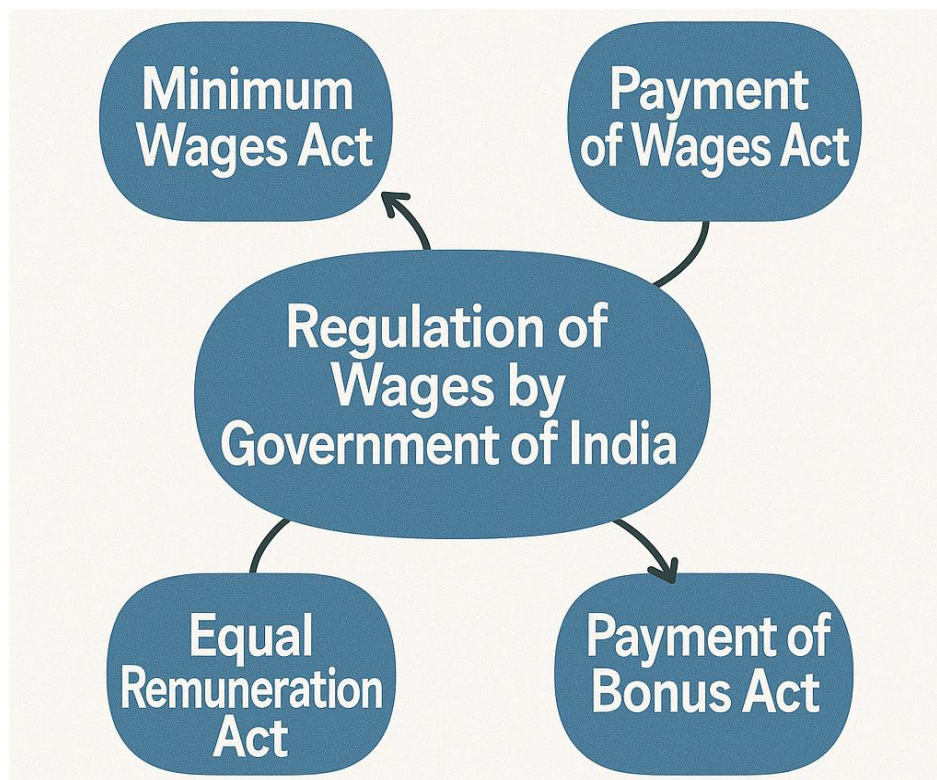 Minimum
Wages Act
Payment
of Wages Act
Regulation of
Wages by
Government of India
Equal
Remuneration
Act
Payment of
Bonus Act